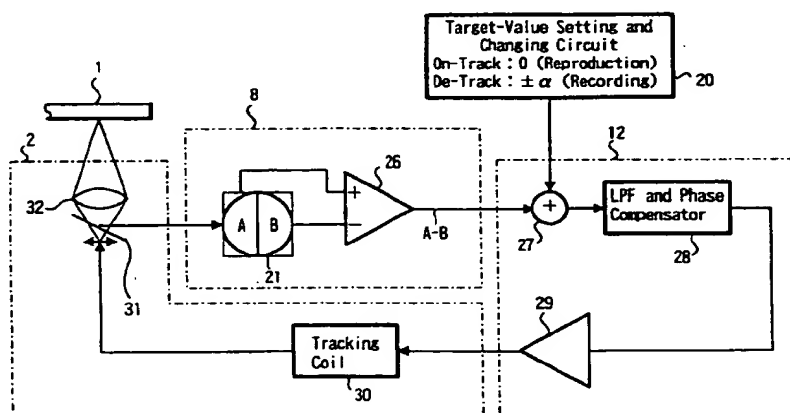 Target-Value Setting and
Changing Circuit
On-Track : 0 (Reproduction)
De-Track : ± α (Recording)
20
1
8
2
26
12
32
A
B
+
−
A-B
+
27
LPF and Phase
Compensator
28
21
31
29
Tracking
Coil
30